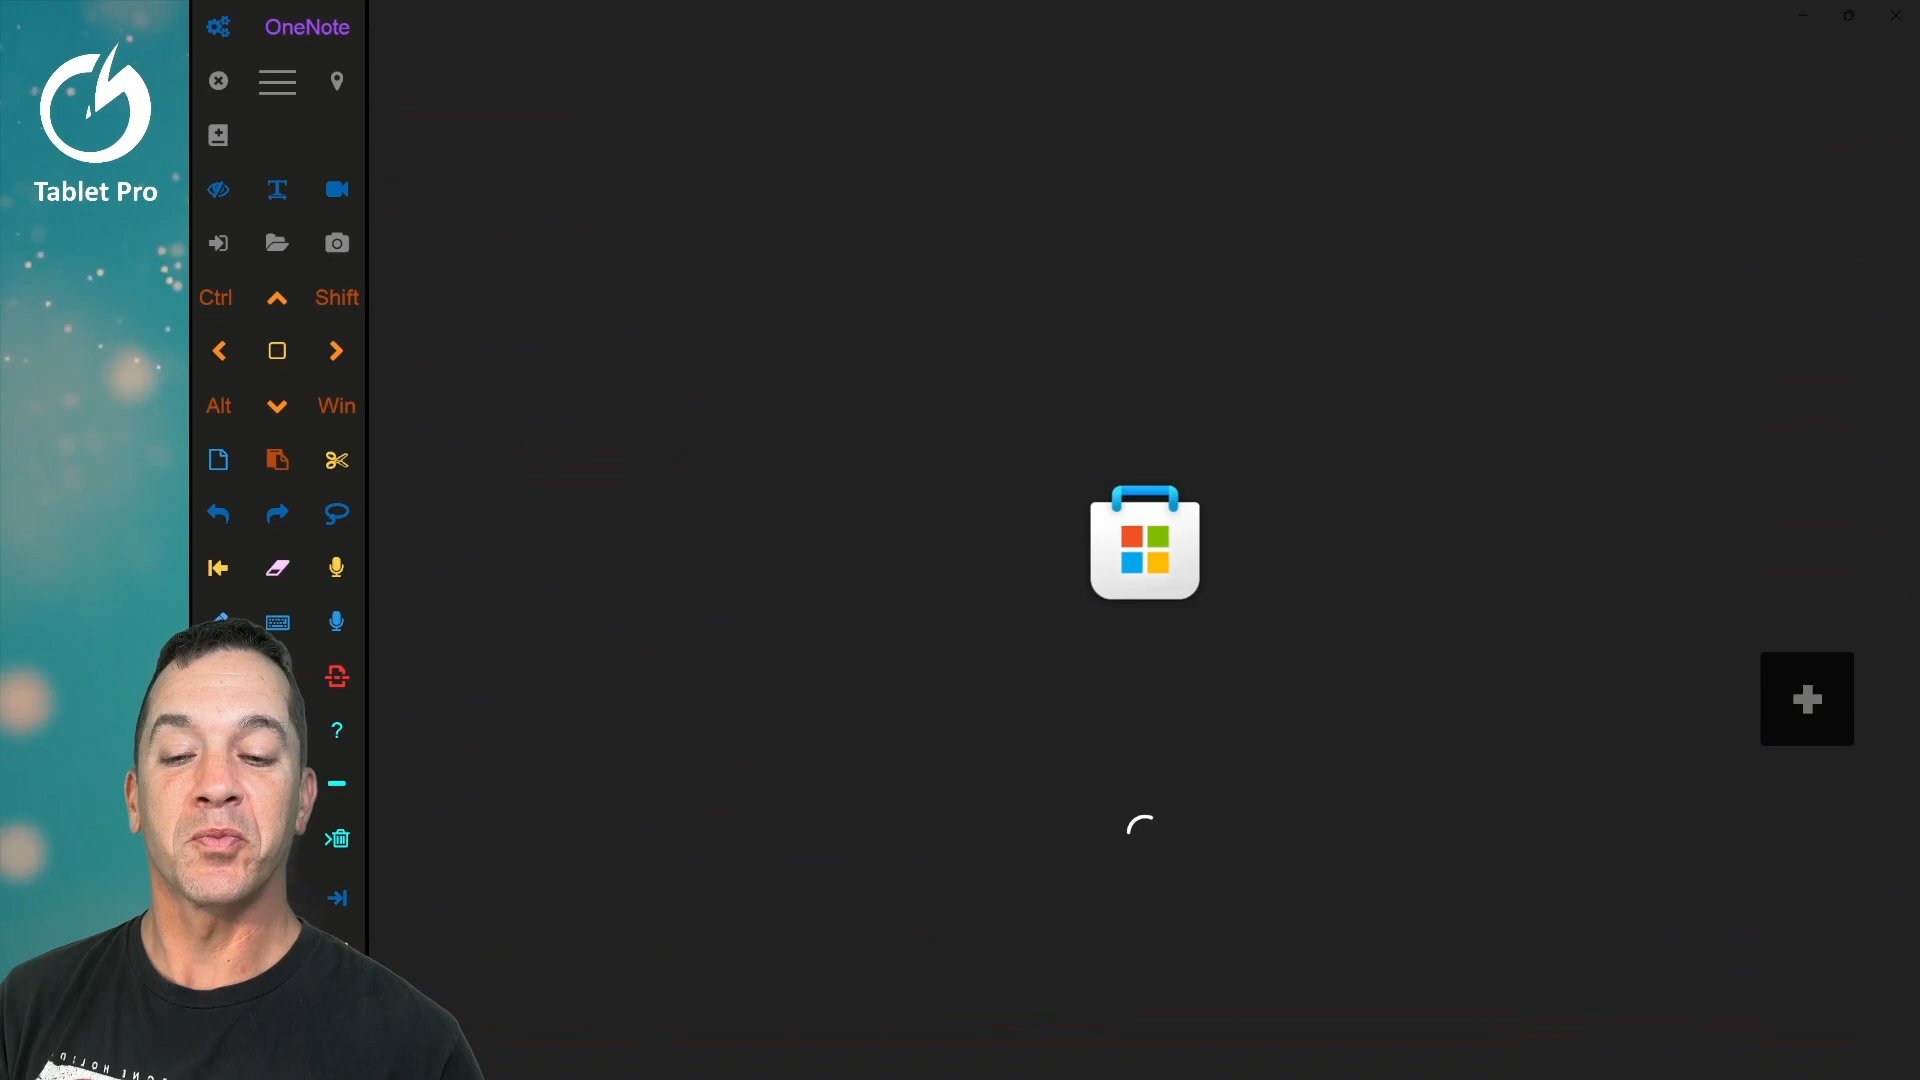 OneNote
Tablet Pro
Ctrl
Shift
Alt
Win
?